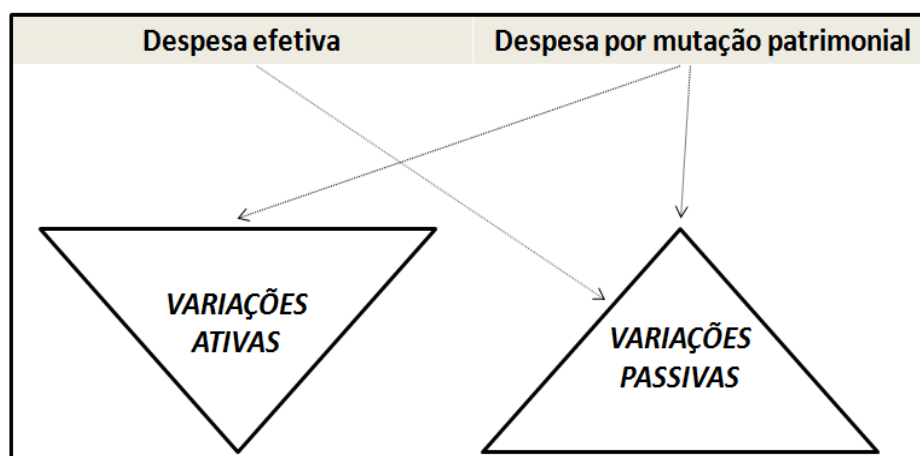 Despesa efetiva
Despesa por mutação patrimonial
VARIAÇÕES
ATIVAS
VARIAÇÕES
PASSIVAS